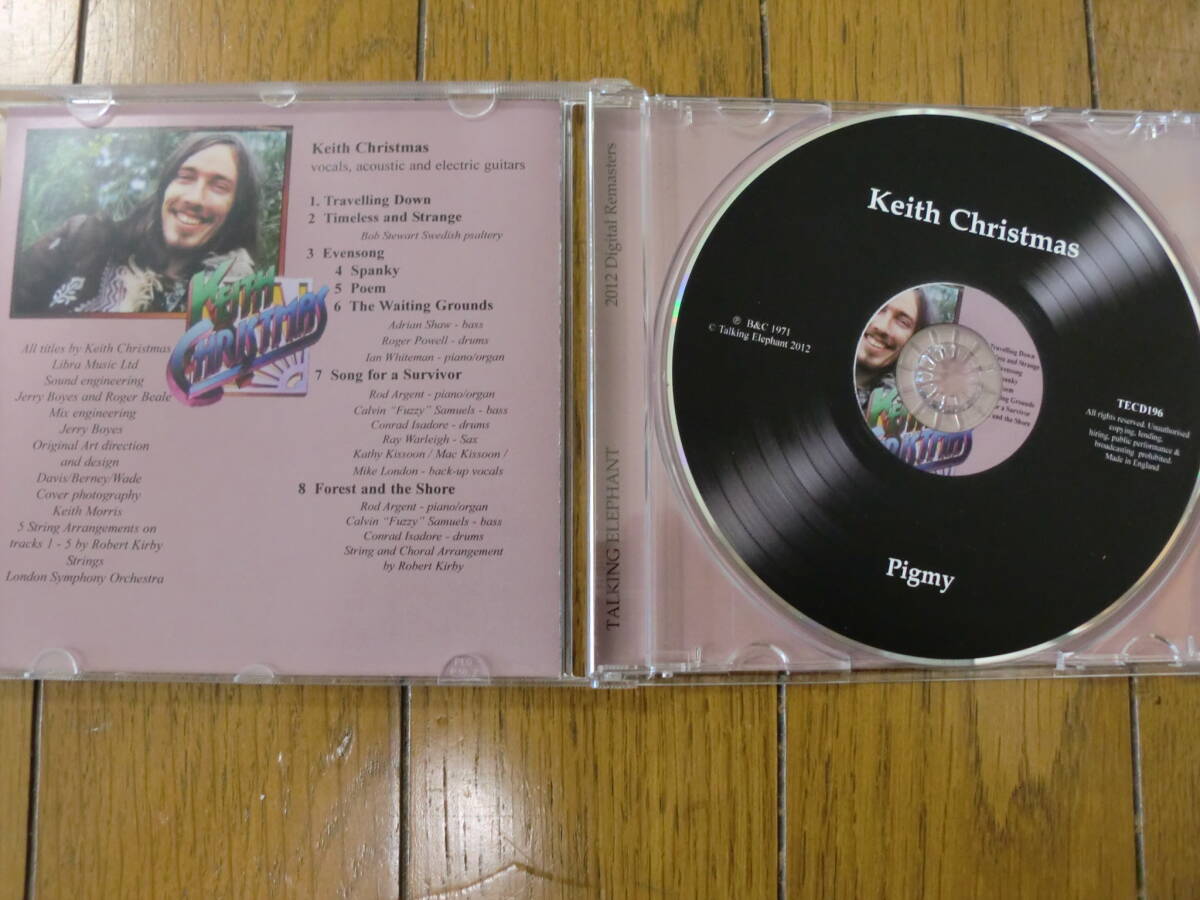 Keith Christmas
vocals, acoustic and electric guitars
1. Travelling Down
2 Timeless and Strange
Bob Stewart Swedish psaltery
3 Evensong
4 Spanky
5 Poem
6 The Waiting Grounds
Adrian Shaw - bass
Roger Powell - drums
Ian Whiteman - piano/organ
7 Song for a Survivor
Rod Argent - piano/organ
Calvin "Fuzzy" Samuels - bass
Conrad Isadore - drums
Ray Warleigh - Sax
Kathy Kissoon / Mac Kissoon /
Mike London - back-up vocals
8 Forest and the Shore
Rod Argent - piano/organ
Calvin "Fuzzy" Samuels - bass
Conrad Isadore - drums
String and Choral Arrangement
by Robert Kirby
KEITH
CHRISTMAS
All titles by Keith Christmas
Libra Music Ltd
Sound engineering
Jerry Boyes and Roger Beale
Mix engineering
Jerry Boyes
Original Art direction
and design
Davis/Berney/Wade
Cover photography
Keith Morris
5 String Arrangements on
tracks 1 - 5 by Robert Kirby
Strings
London Symphony Orchestra
TALKING ELEPHANT
2012 Digital Remasters
Keith Christmas
℗ B&C 1971
© Talking Elephant 2012
Travelling Down
and Strange
and the Shore
TECD196
All rights reserved. Unauthorised
copying, lending,
hiring, public performance &
broadcasting prohibited.
Made in England
Pigmy